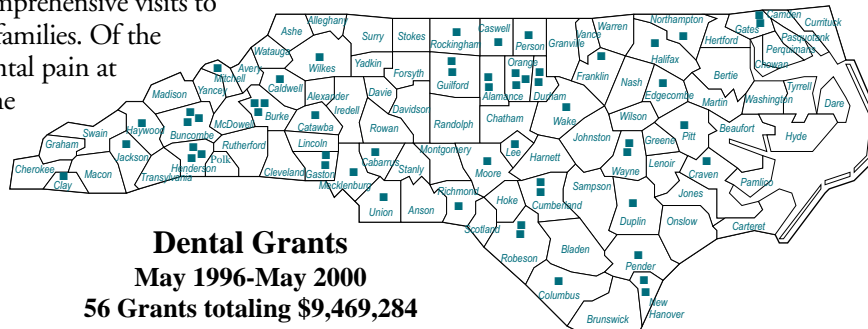 mprehensive visits to
families. Of the
ntal pain at
ne
Alleghany
Ashe
Surry
Stokes
Rockingham
Caswell
Person
Granville
Vance
Warren
Northampton
Gates
Camden
Currituck
Pasquotank
Perquimans
Chowan
Hertford
Halifax
Watauga
Wilkes
Yadkin
Forsyth
Guilford
Alamance
Orange
Durham
Franklin
Nash
Edgecombe
Bertie
Martin
Washington
Tyrrell
Dare
Mitchell
Avery
Yancey
Caldwell
Alexander
Iredell
Davie
Davidson
Randolph
Chatham
Wake
Wilson
Pitt
Beaufort
Hyde
Madison
McDowell
Burke
Catawba
Rowan
Johnston
Greene
Swain
Haywood
Buncombe
Rutherford
Lincoln
Montgomery
Lee
Harnett
Wayne
Lenoir
Craven
Pamlico
Graham
Jackson
Henderson
Polk
Cleveland
Gaston
Cabarrus
Stanly
Moore
Cherokee
Clay
Macon
Transylvania
Mecklenburg
Union
Anson
Richmond
Hoke
Cumberland
Sampson
Duplin
Jones
Onslow
Carteret
Scotland
Robeson
Bladen
Pender
Columbus
New
Hanover
Brunswick
Dental Grants
May 1996-May 2000
56 Grants totaling $9,469,284